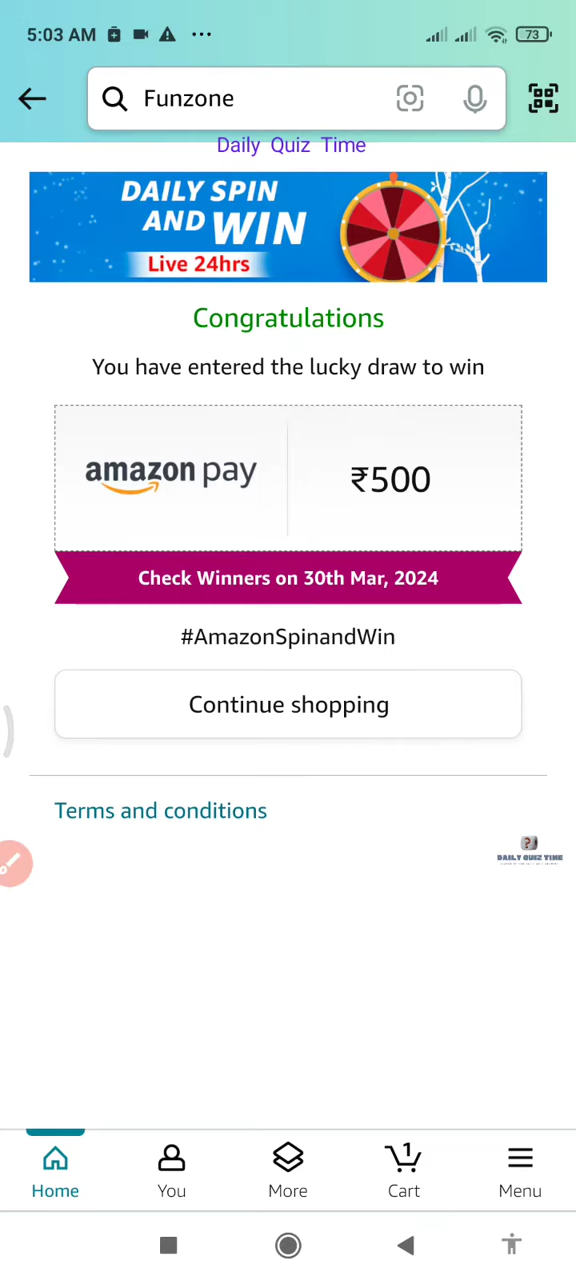 5:03 AM
73
Funzone
Daily Quiz Time
DAILY SPIN
AND WIN
Live 24hrs
Congratulations
You have entered the lucky draw to win
amazon pay
₹500
Check Winners on 30th Mar, 2024
#AmazonSpinandWin
Continue shopping
Terms and conditions
?
DAILY QUIZ TIME
1
Home
You
More
Cart
Menu